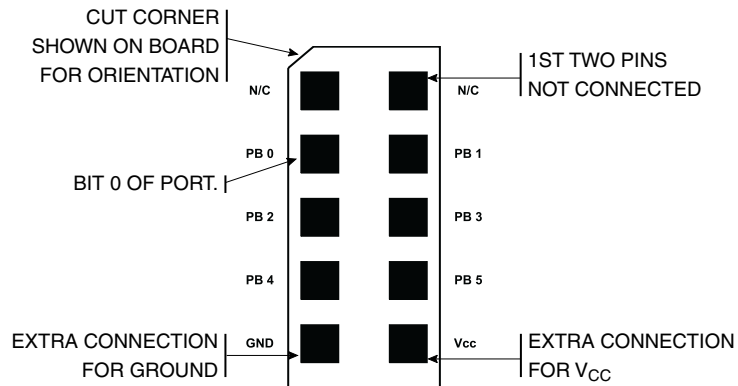 CUT CORNER
SHOWN ON BOARD
FOR ORIENTATION
1ST TWO PINS
NOT CONNECTED
N/C
N/C
PB 0
PB 1
BIT 0 OF PORT.
PB 2
PB 3
PB 4
PB 5
EXTRA CONNECTION
FOR GROUND
GND
Vcc
EXTRA CONNECTION
FOR VCC